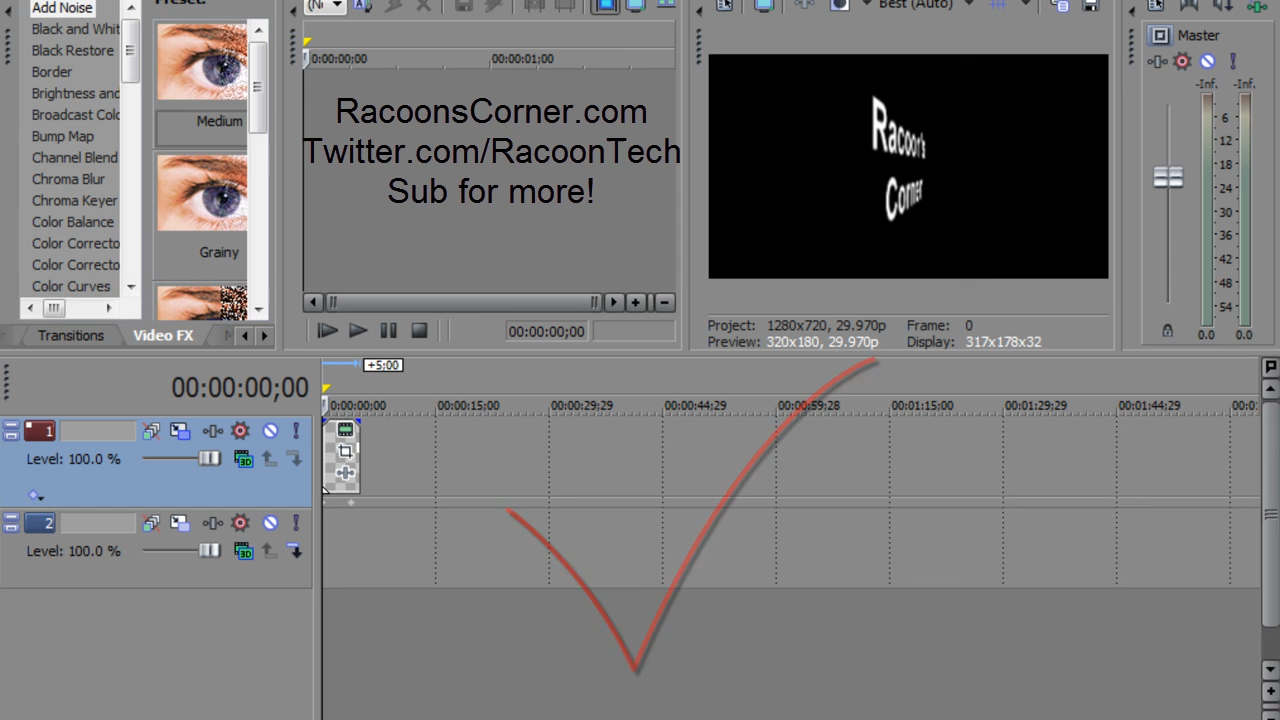 Add Noise
Black and Whit
Black Restore
Border
Brightness and
Broadcast Colo
Bump Map
Channel Blend
Chroma Blur
Chroma Keyer
Color Balance
Color Correcto
Color Correcto
Color Curves
Preset:
Medium
Grainy
Transitions
Video FX
0:00:00;00
00:00:01;00
RacoonsCorner.com
Twitter.com/RacoonTech
Sub for more!
00:00:00;00
Best (Auto)
Racoon's
Corner
Project: 1280x720, 29.970p Frame: 0
Preview: 320x180, 29.970p Display: 317x178x32
Master
-Inf. -Inf.
6
12
18
24
30
36
42
48
54
0.0 0.0
00:00:00;00
+5:00
0:00:00;00 00:00:15;00 00:00:29;29 00:00:44;29 00:00:59;28 00:01:15;00 00:01:29;29 00:01:44;29 00:0
1
Level: 100.0 %
2
Level: 100.0 %